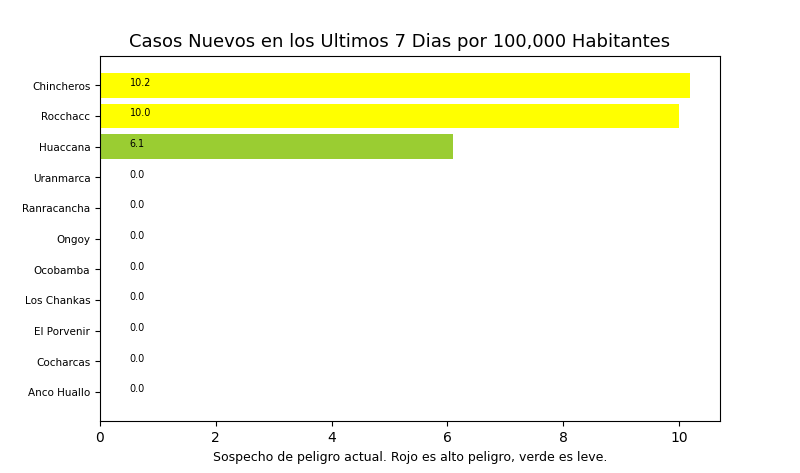 Casos Nuevos en los Ultimos 7 Dias por 100,000 Habitantes
Chincheros 10.2
Rocchacc 10.0
Huaccana 6.1
Uranmarca 0.0
Ranracancha 0.0
Ongoy 0.0
Ocobamba 0.0
Los Chankas 0.0
El Porvenir 0.0
Cocharcas 0.0
Anco Huallo 0.0
0 2 4 6 8 10
Sospecho de peligro actual. Rojo es alto peligro, verde es leve.